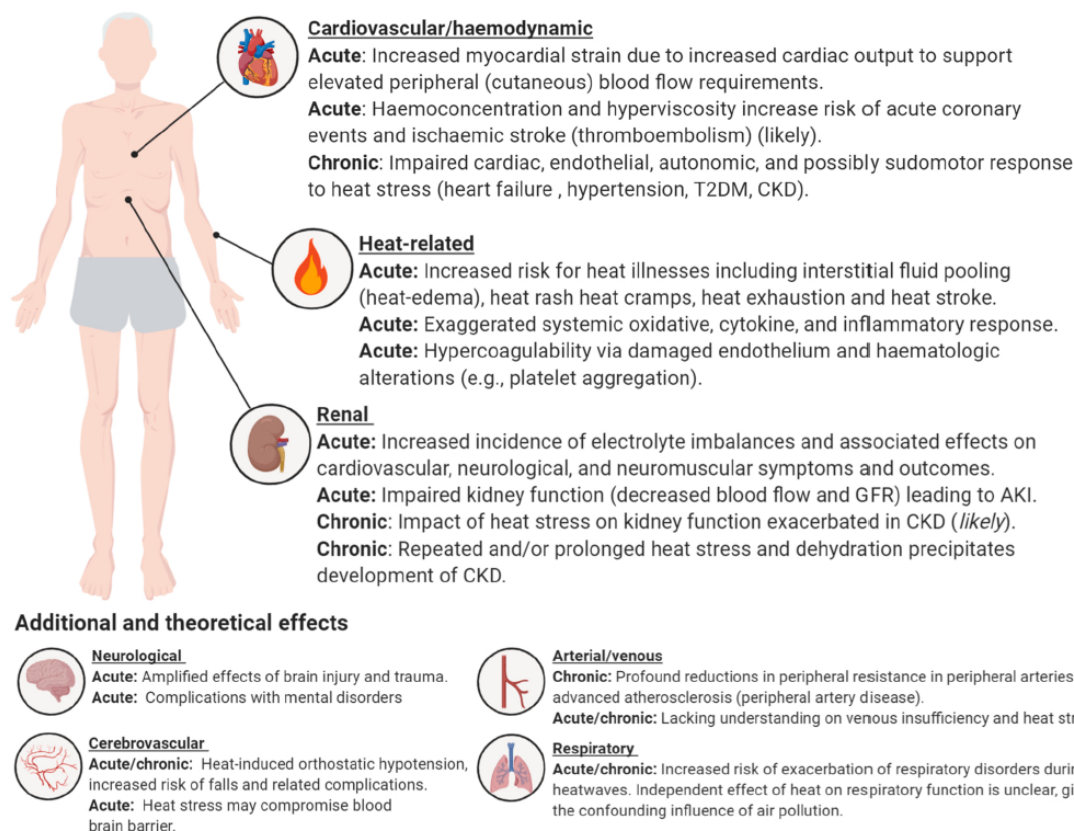 Cardiovascular/haemodynamic
Acute: Increased myocardial strain due to increased cardiac output to support
elevated peripheral (cutaneous) blood flow requirements.
Acute: Haemoconcentration and hyperviscosity increase risk of acute coronary
events and ischaemic stroke (thromboembolism) (likely).
Chronic: Impaired cardiac, endothelial, autonomic, and possibly sudomotor response
to heat stress (heart failure , hypertension, T2DM, CKD).
Heat-related
Acute: Increased risk for heat illnesses including interstitial fluid pooling
(heat-edema), heat rash heat cramps, heat exhaustion and heat stroke.
Acute: Exaggerated systemic oxidative, cytokine, and inflammatory response.
Acute: Hypercoagulability via damaged endothelium and haematologic
alterations (e.g., platelet aggregation).
Renal
Acute: Increased incidence of electrolyte imbalances and associated effects on
cardiovascular, neurological, and neuromuscular symptoms and outcomes.
Acute: Impaired kidney function (decreased blood flow and GFR) leading to AKI.
Chronic: Impact of heat stress on kidney function exacerbated in CKD (likely).
Chronic: Repeated and/or prolonged heat stress and dehydration precipitates
development of CKD.
Additional and theoretical effects
Neurological
Acute: Amplified effects of brain injury and trauma.
Acute: Complications with mental disorders
Cerebrovascular
Acute/chronic: Heat-induced orthostatic hypotension,
increased risk of falls and related complications.
Acute: Heat stress may compromise blood
brain barrier.
Arterial/venous
Chronic: Profound reductions in peripheral resistance in peripheral arteries
advanced atherosclerosis (peripheral artery disease).
Acute/chronic: Lacking understanding on venous insufficiency and heat
Respiratory
Acute/chronic: Increased risk of exacerbation of respiratory disorders
heatwaves. Independent effect of heat on respiratory function is unclear,
the confounding influence of air pollution.